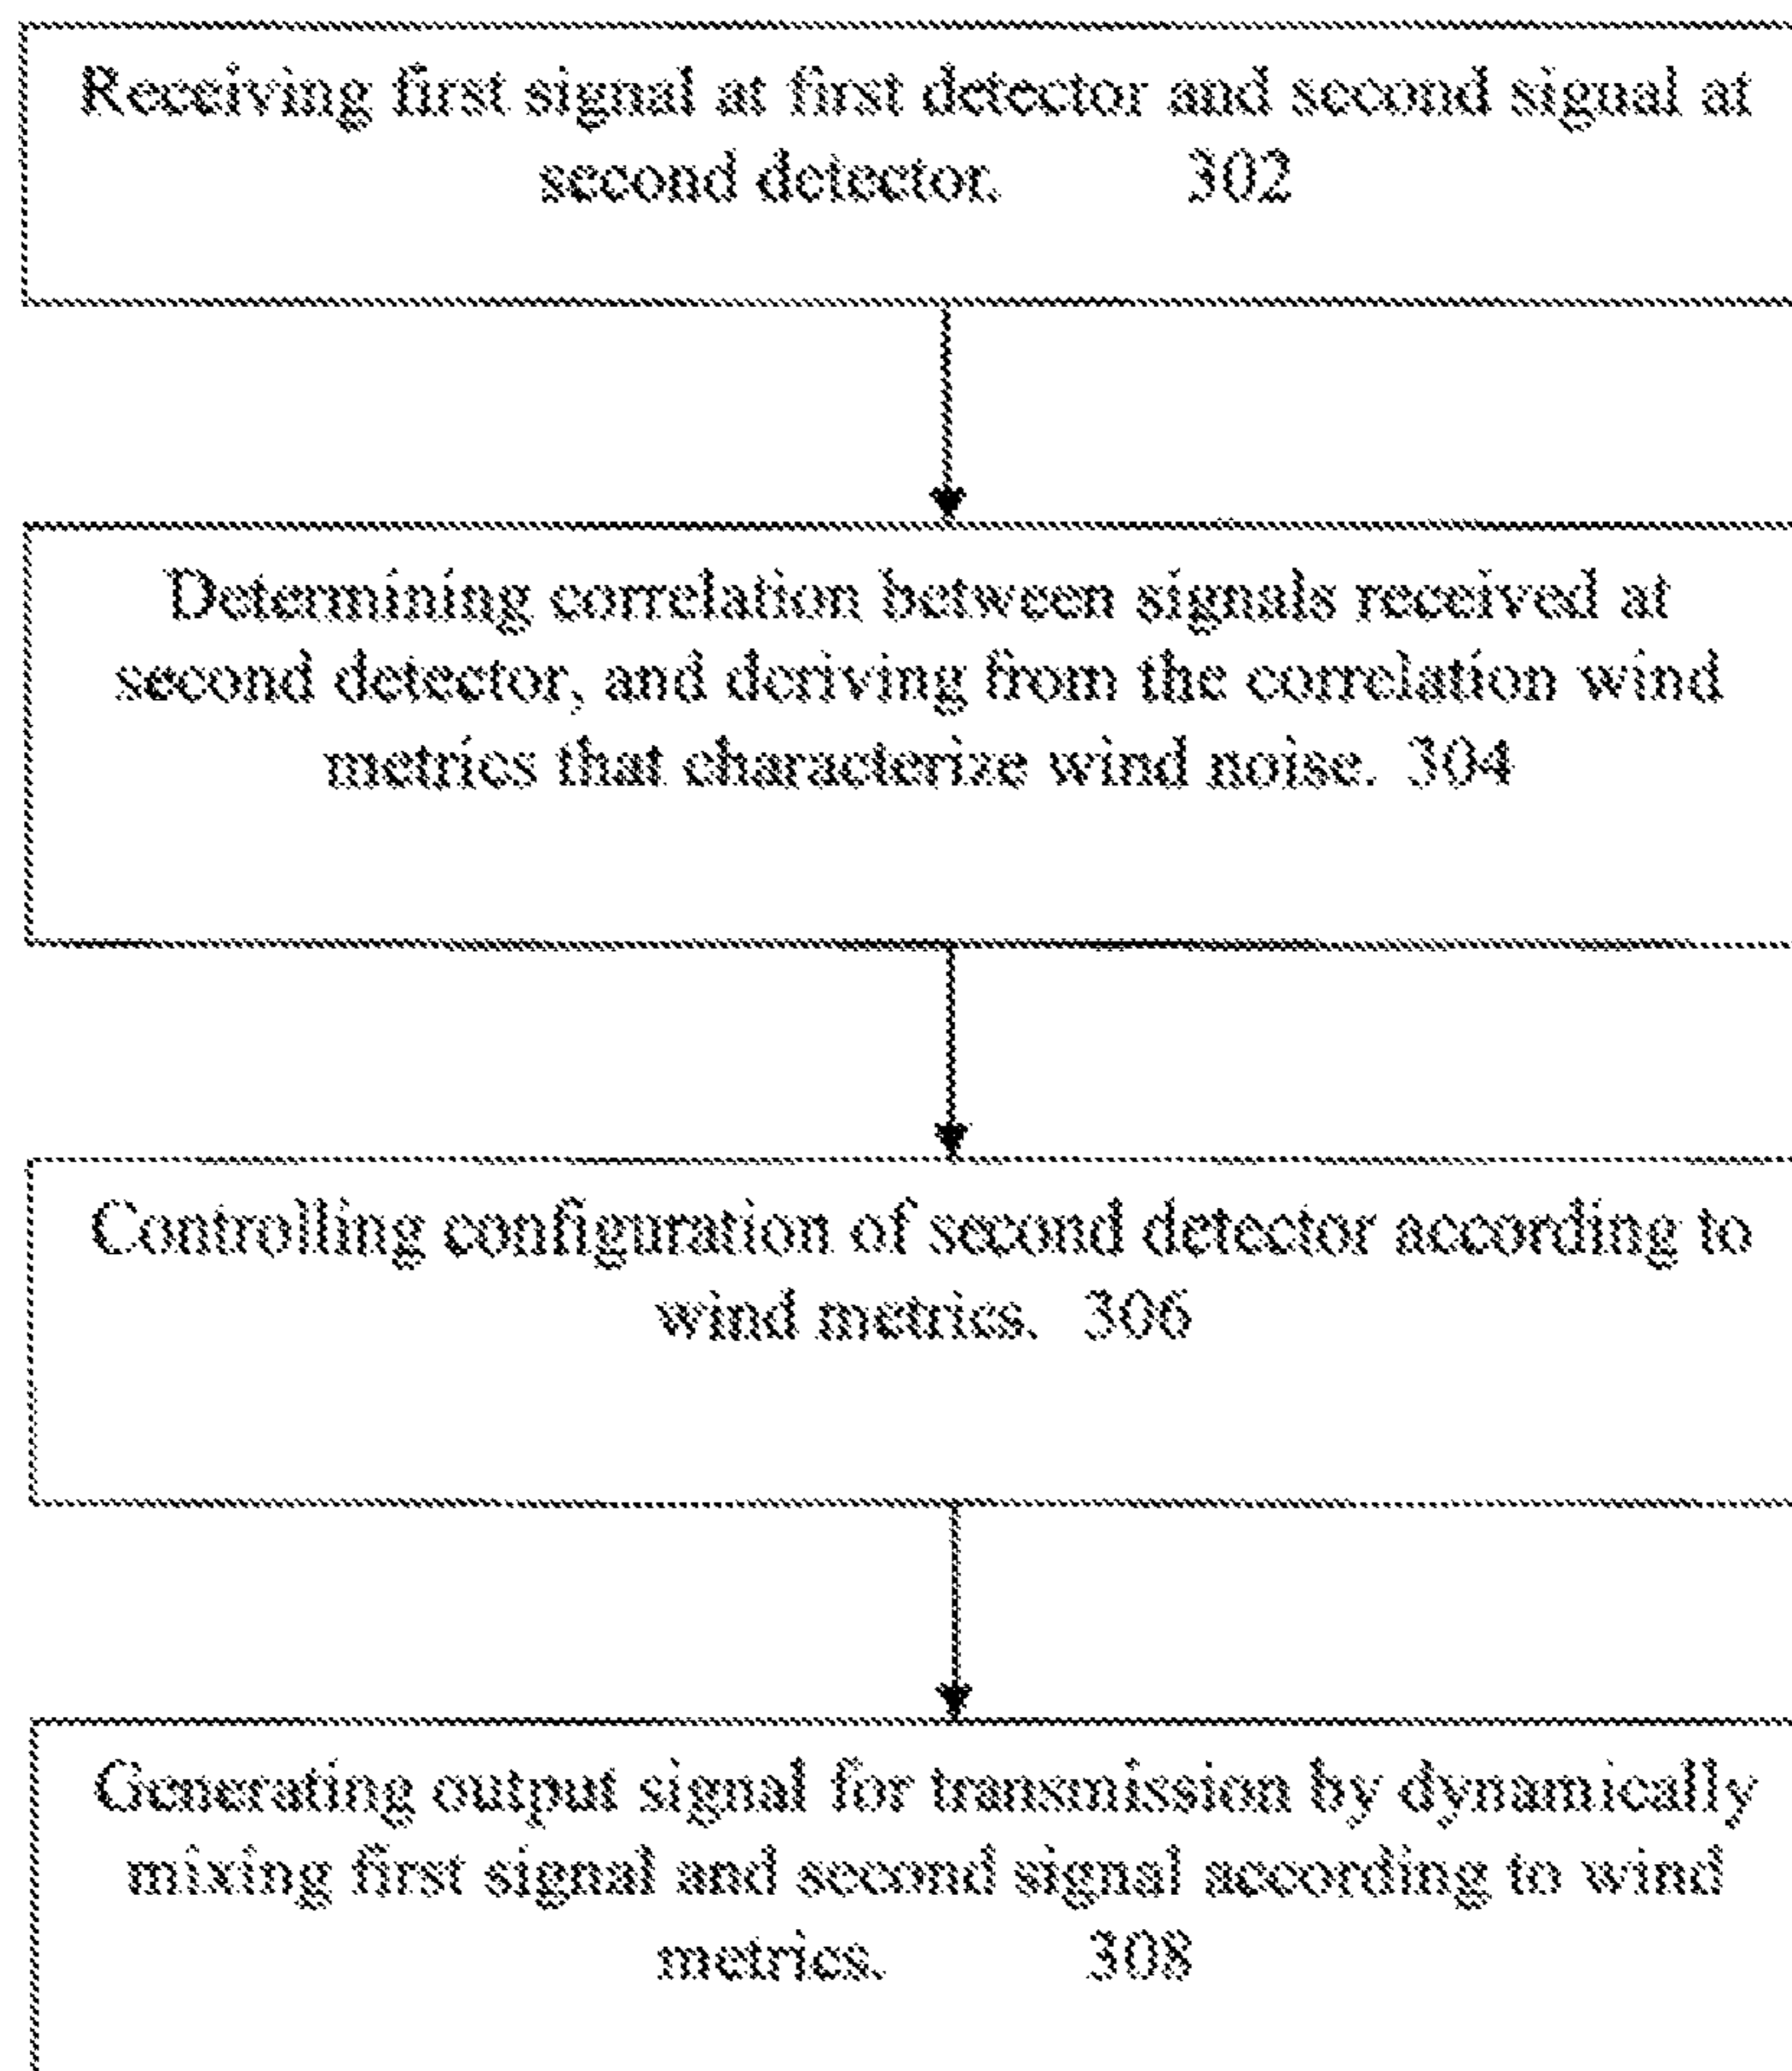 Receiving first signal at first detector and second signal at
second detector. 302
Determining correlation between signals received at
second detector, and deriving from the correlation wind
metrics that characterize wind noise. 304
Controlling configuration of second detector according to
wind metrics. 306
Generating output signal for transmission by dynamically
mixing first signal and second signal according to wind
metrics. 308